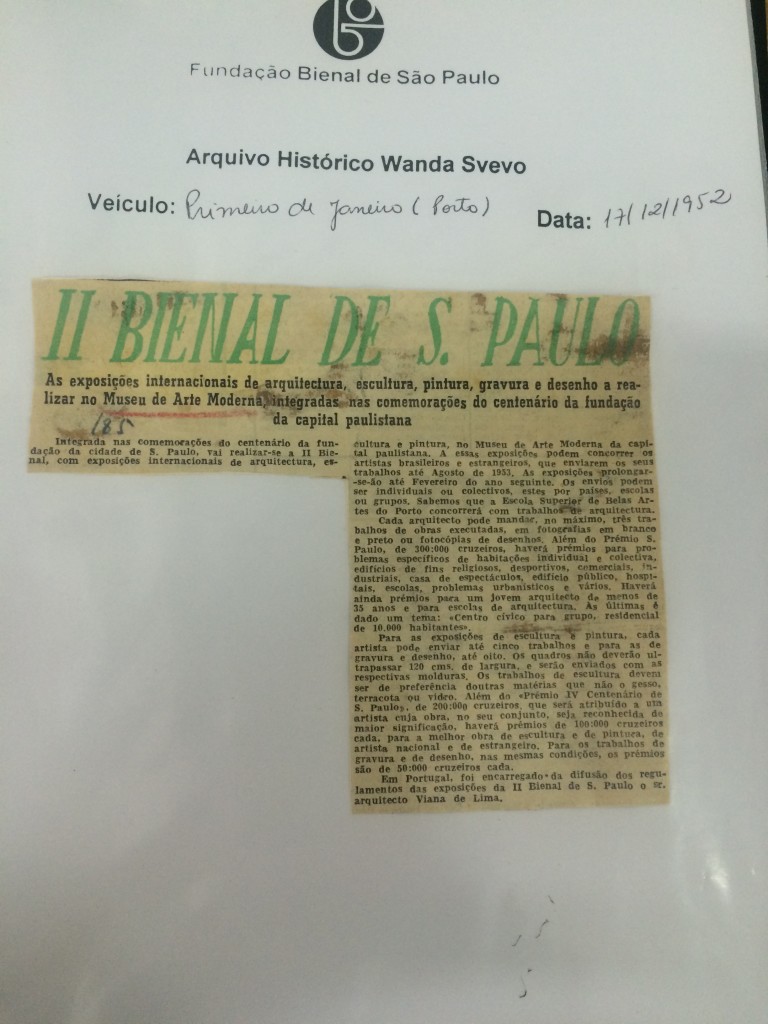 Fundação Bienal de São Paulo
Arquivo Histórico Wanda Svevo
Veículo: Primeiro de Janeiro (Porto)
Data: 17/12/1952
II BIENAL DE S. PAULO
As exposições internacionais de arquitectura, escultura, pintura, gravura e desenho a rea-
lizar no Museu de Arte Moderna, integradas nas comemorações do centenário da fundação
da capital paulistana
185
Integrada nas comemorações do centenário da fun-
dação da cidade de S. Paulo, vai realizar-se a II Bie-
nal, com exposições internacionais de arquitectura, es-
cultura e pintura, no Museu de Arte Moderna da capi-
tal paulistana. A essas exposições podem concorrer os
artistas brasileiros e estrangeiros, que enviarem os seus
trabalhos até Agosto de 1953. As exposições prolongar-
-se-ão até Fevereiro do ano seguinte. Os envios podem
ser individuais ou colectivos, estes por países, escolas
ou grupos. Sabemos que a Escola Superior de Belas Ar-
tes do Porto concorrerá com trabalhos de arquitectura.
Cada arquitecto pode mandar, no máximo, três tra-
balhos de obras executadas, em fotografias em branco
e preto ou fotocópias de desenhos. Além do Prémio S.
Paulo, de 300:000 cruzeiros, haverá prémios para pro-
blemas específicos de habitações individual e colectiva,
edifícios de fins religiosos, desportivos, comerciais, in-
dustriais, casa de espectáculos, edifício público, hospi-
tais, escolas, problemas urbanísticos e vários. Haverá
ainda prémios para um jovem arquitecto de menos de
35 anos e para escolas de arquitectura. Às últimas é
dado um tema: «Centro cívico para grupo, residencial
de 10.000 habitantes».
Para as exposições de escultura e pintura, cada
artista pode enviar até cinco trabalhos e para as de
gravura e desenho, até oito. Os quadros não deverão ul-
trapassar 120 cms. de largura, e serão enviados com as
respectivas molduras. Os trabalhos de escultura devem
ser de preferência doutras matérias que não o gesso,
terracota ou vidro. Além do «Prémio IV Centenário de
S. Paulo», de 200:000 cruzeiros, que será atribuído a um
artista cuja obra, no seu conjunto, seja reconhecida de
maior significação, haverá prémios de 100:000 cruzeiros
cada, para a melhor obra de escultura e de pintura, de
artista nacional e de estrangeiro. Para os trabalhos de
gravura e de desenho, nas mesmas condições, os prémios
são de 50:000 cruzeiros cada.
Em Portugal, foi encarregado da difusão dos regu-
lamentos das exposições da II Bienal de S. Paulo o sr.
arquitecto Viana de Lima.